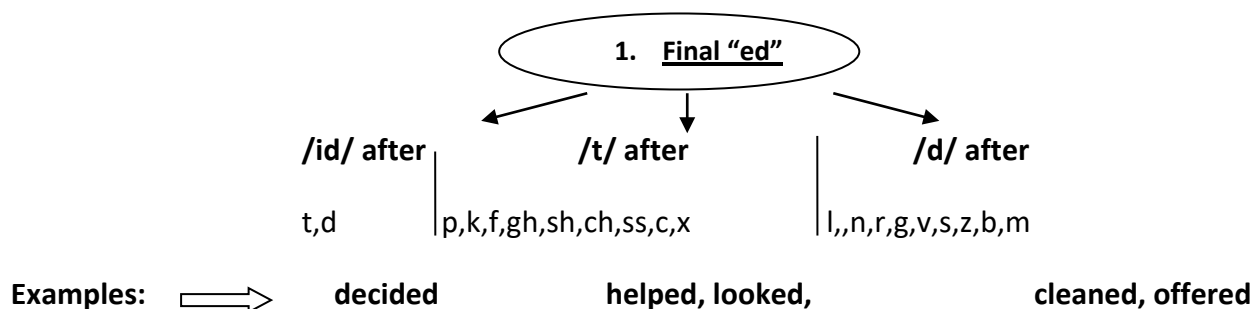 1. Final “ed”
/id/ after /t/ after /d/ after
t,d p,k,f,gh,sh,ch,ss,c,x l,,n,r,g,v,s,z,b,m
Examples: decided helped, looked, cleaned, offered